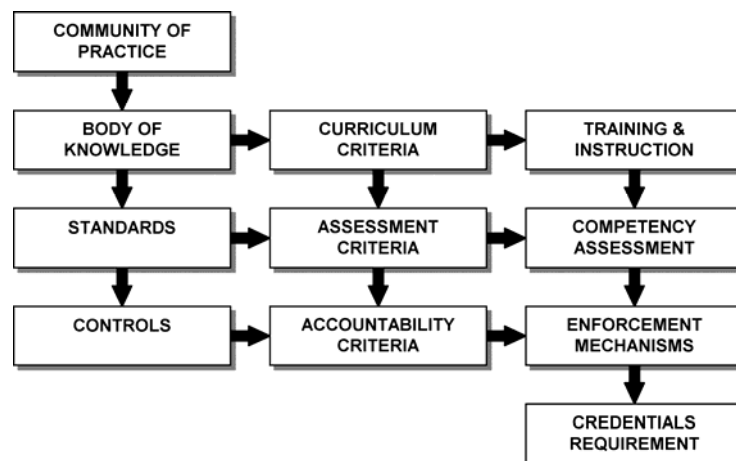 COMMUNITY OF
PRACTICE
BODY OF
KNOWLEDGE
CURRICULUM
CRITERIA
TRAINING &
INSTRUCTION
STANDARDS
ASSESSMENT
CRITERIA
COMPETENCY
ASSESSMENT
CONTROLS
ACCOUNTABILITY
CRITERIA
ENFORCEMENT
MECHANISMS
CREDENTIALS
REQUIREMENT